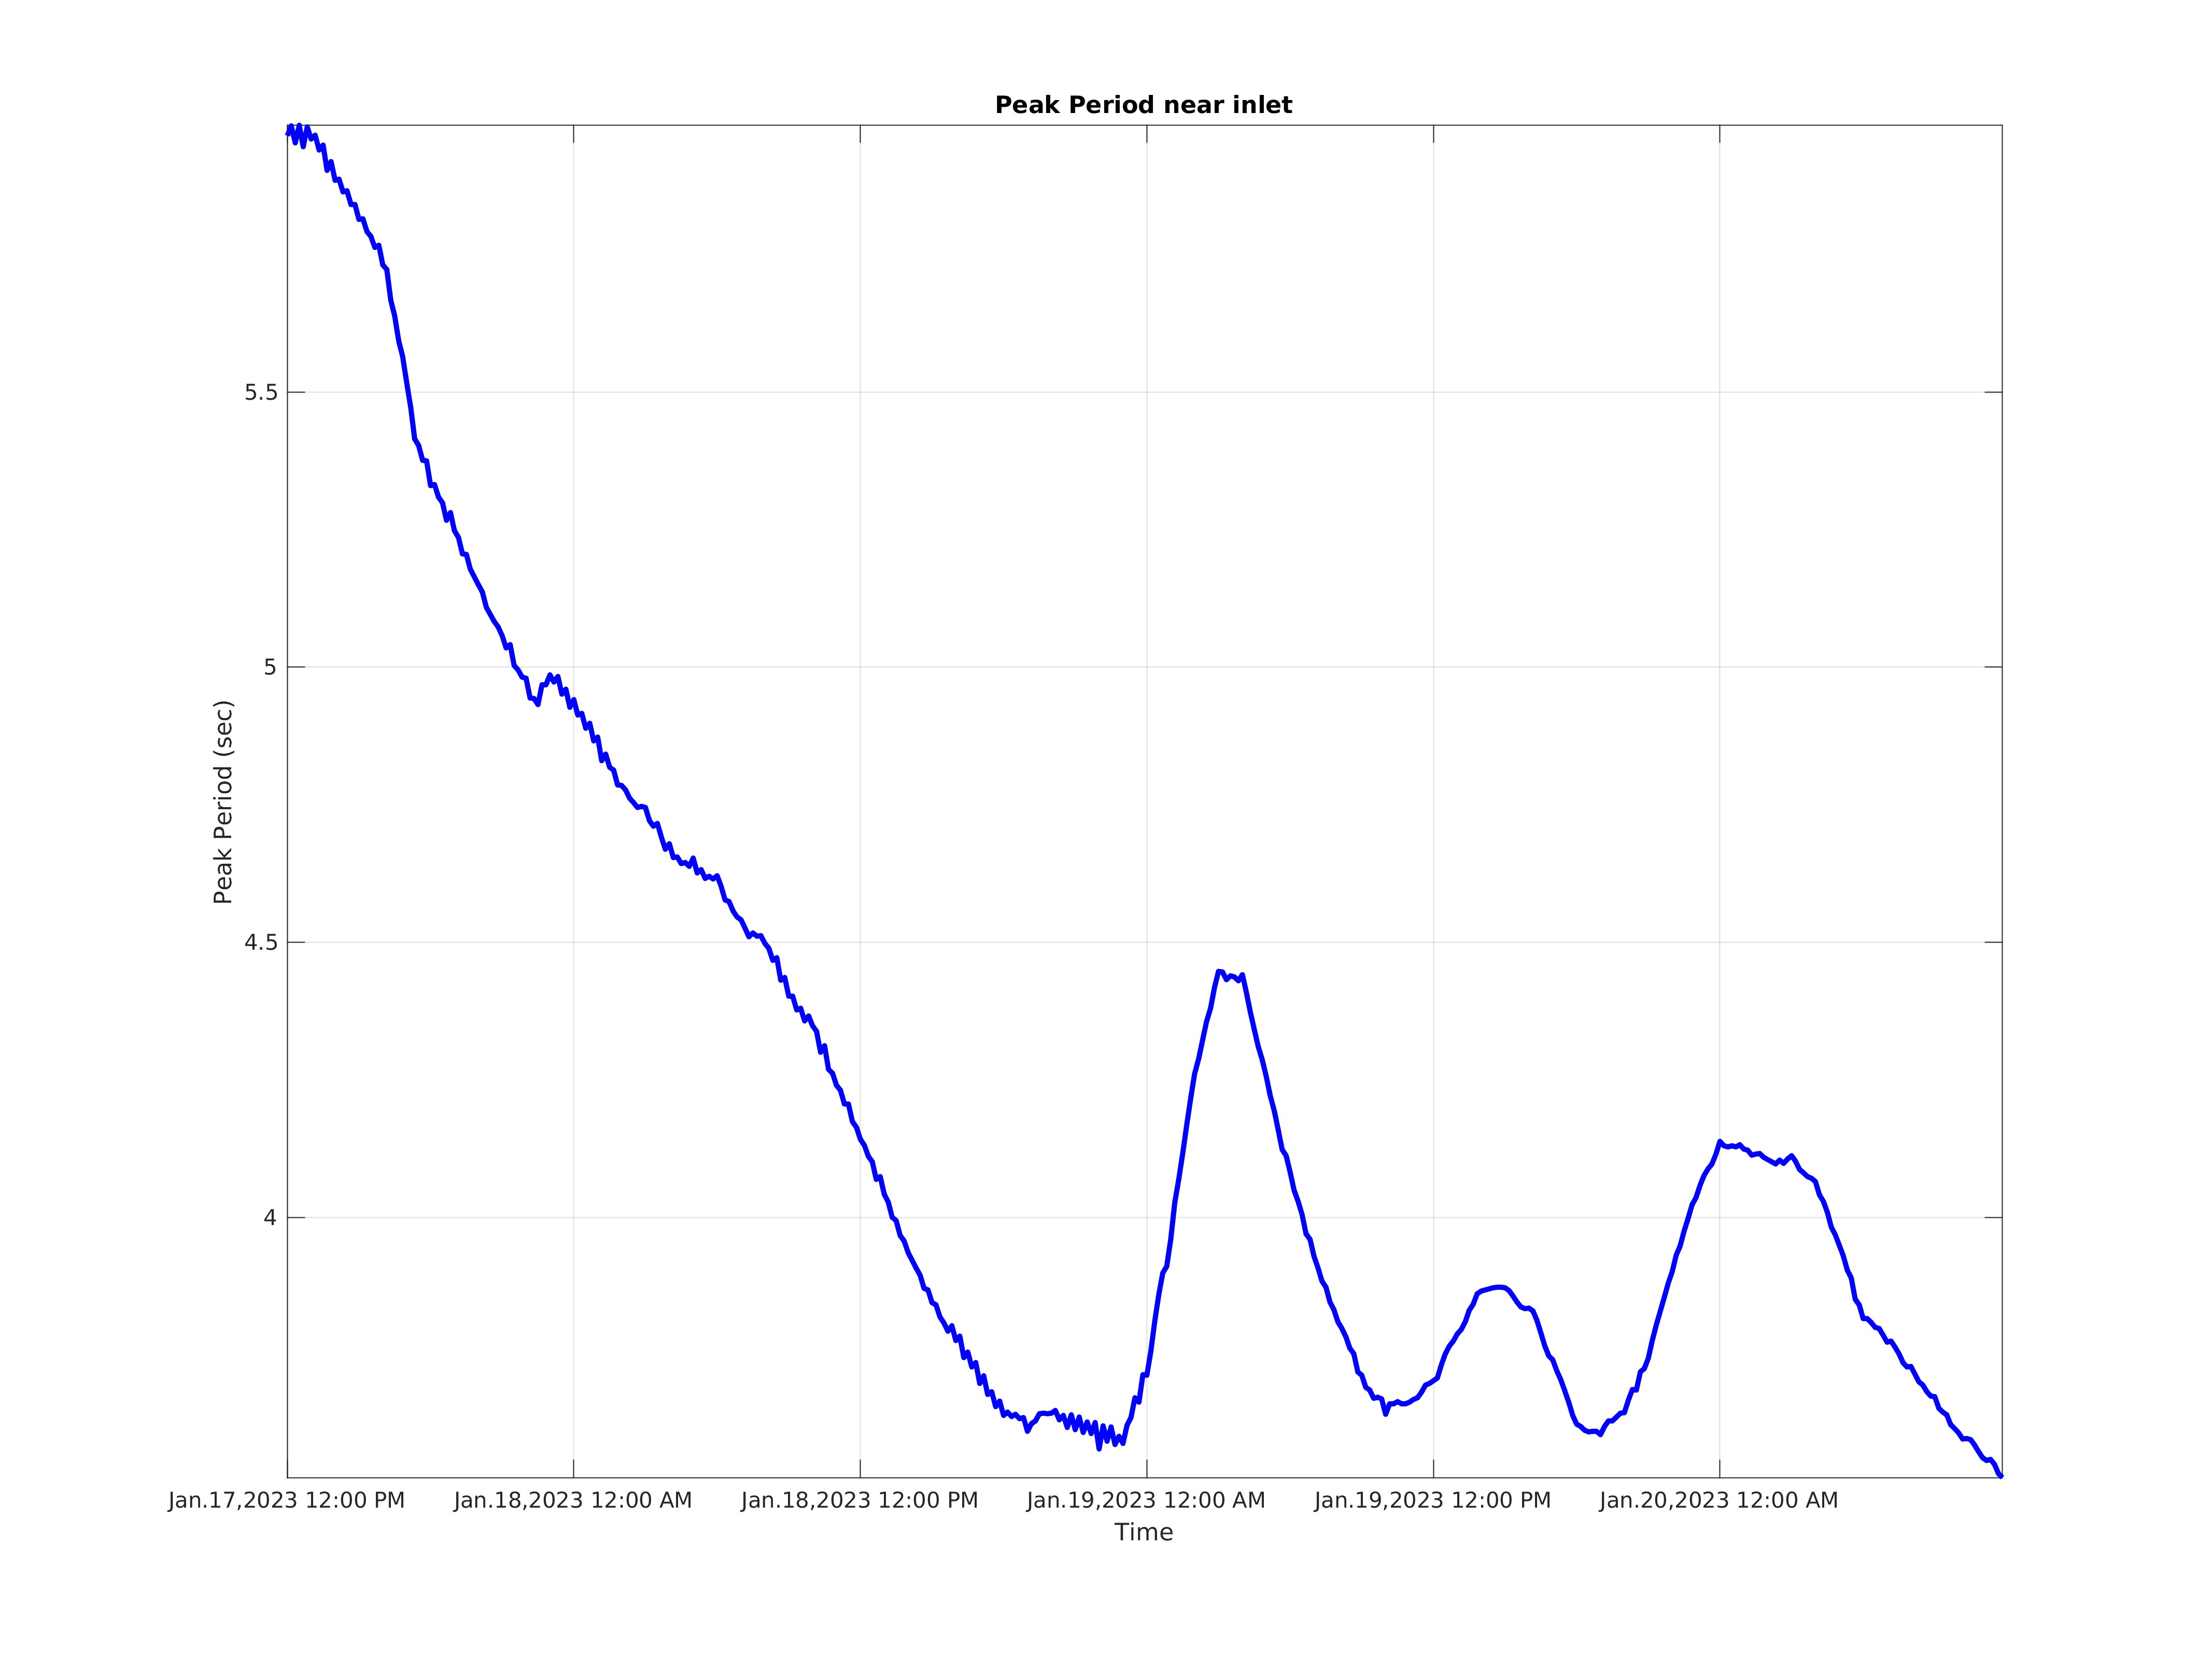 Peak Period near inlet
5.5
5
4.5
4
Peak Period (sec)
Jan.17,2023 12:00 PM
Jan.18,2023 12:00 AM
Jan.18,2023 12:00 PM
Jan.19,2023 12:00 AM
Jan.19,2023 12:00 PM
Jan.20,2023 12:00 AM
Time